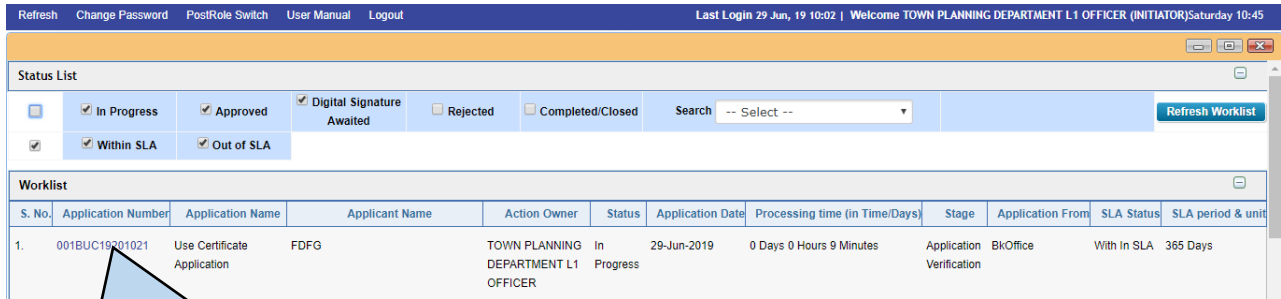 Refresh Change Password PostRole Switch User Manual Logout Last Login 29 Jun, 19 10:02 | Welcome TOWN PLANNING DEPARTMENT L1 OFFICER (INITIATOR)Saturday 10:45
Status List
In Progress Approved Digital Signature Awaited Rejected Completed/Closed Search -- Select -- Refresh Worklist
Within SLA Out of SLA
Worklist
S. No. Application Number Application Name Applicant Name Action Owner Status Application Date Processing time (in Time/Days) Stage Application From SLA Status SLA period & unit
1. 001BUC19201021 Use Certificate FDFG TOWN PLANNING In 29-Jun-2019 0 Days 0 Hours 9 Minutes Application BkOffice With In SLA 365 Days
Application DEPARTMENT L1 Progress Verification
OFFICER